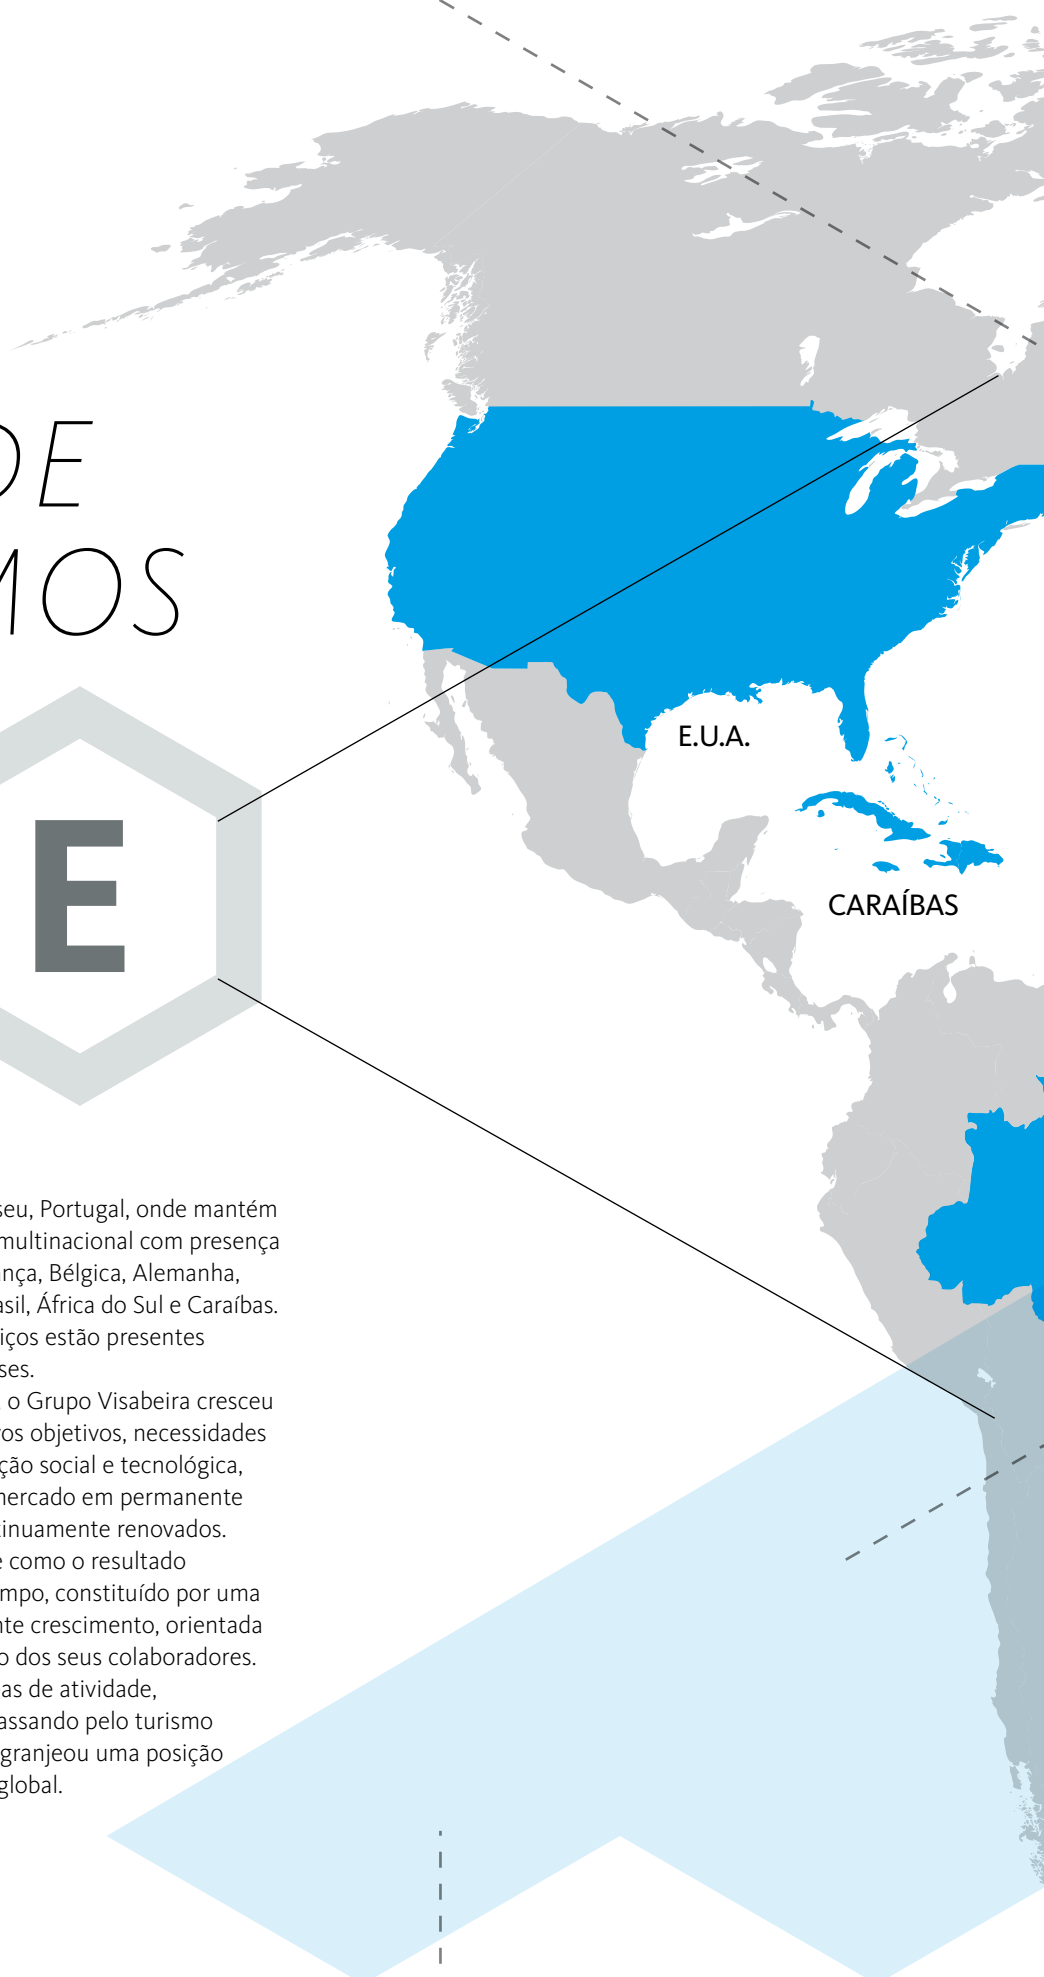 DE
MOS
E
E.U.A.
CARAÍBAS
seu, Portugal, onde mantém
multinacional com presença
nça, Bélgica, Alemanha,
asil, África do Sul e Caraíbas.
iços estão presentes
ses.
o Grupo Visabeira cresceu
os objetivos, necessidades
ção social e tecnológica,
mercado em permanente
tinuamente renovados.
e como o resultado
mpo, constituído por uma
nte crescimento, orientada
o dos seus colaboradores.
as de atividade,
assando pelo turismo
granjeou uma posição
global.